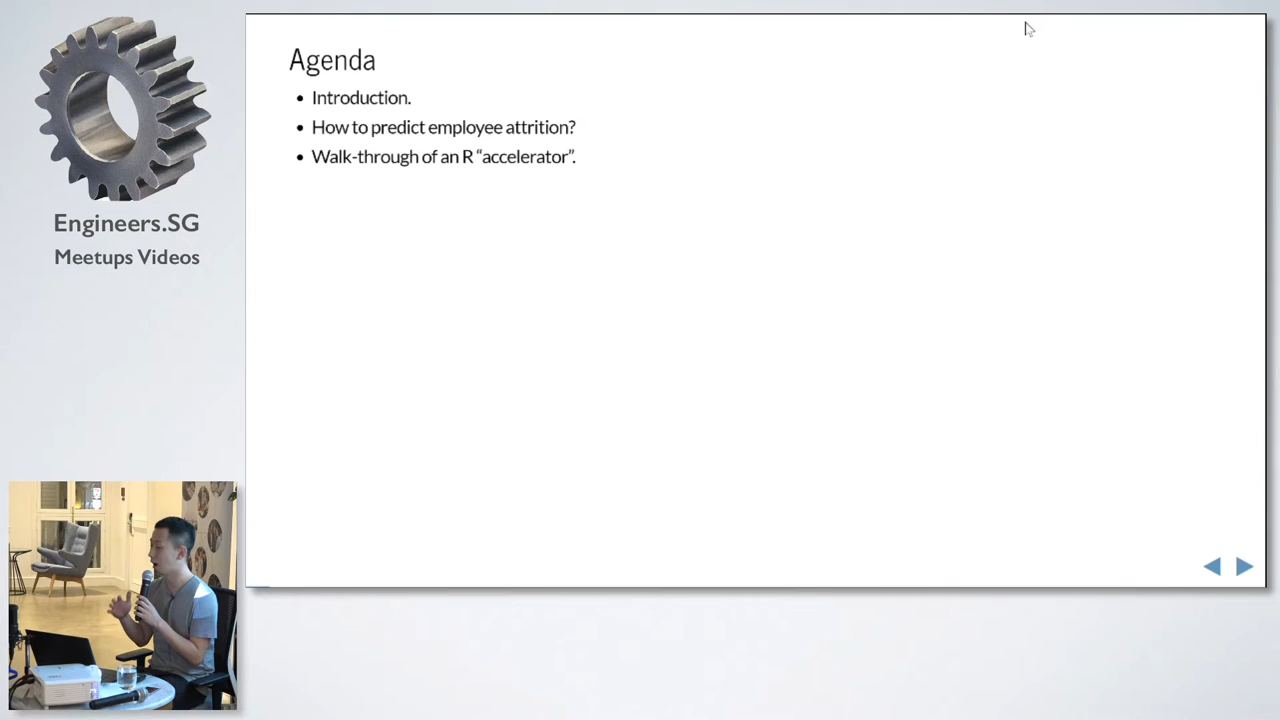 Agenda
• Introduction.
• How to predict employee attrition?
• Walk-through of an R “accelerator”.
Engineers.SG
Meetups Videos